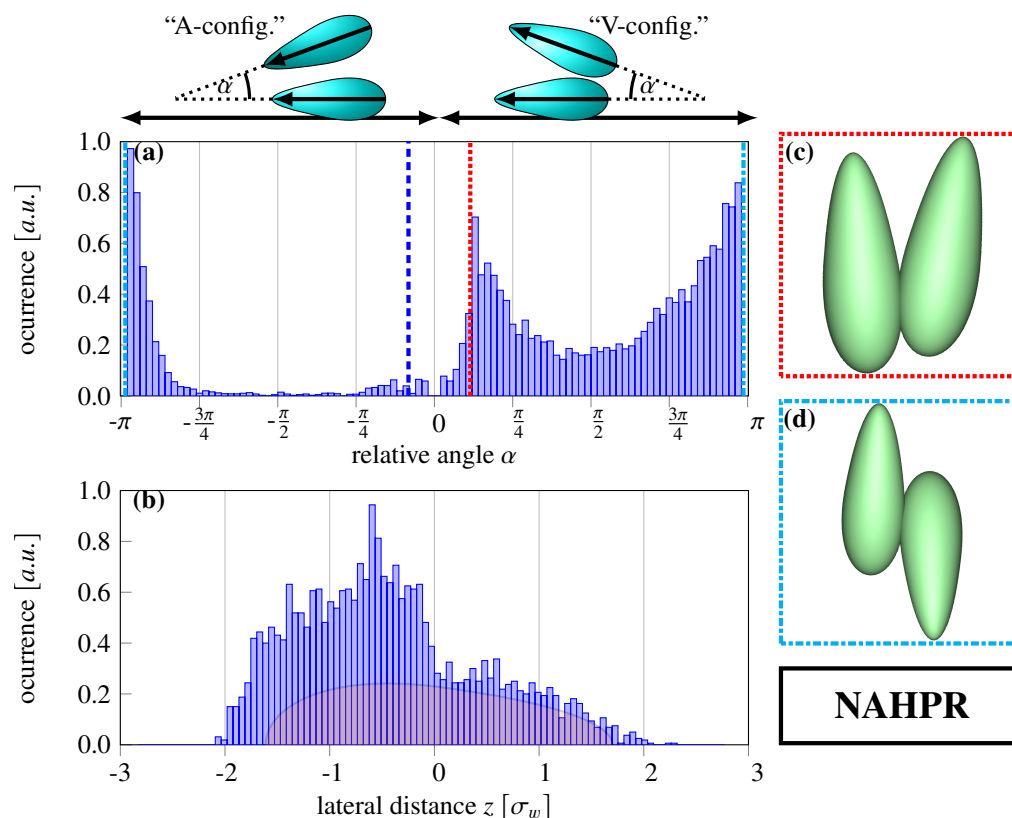 “A-config.” “V-config.”
α α
(a) (c)
1.0
0.8
0.6
0.4
0.2
0.0
ocurrence [a.u.]
-π -3π/4 -π/2 -π/4 0 π/4 π/2 3π/4 π
relative angle α
(d)
(b)
1.0
0.8
0.6
0.4
0.2
0.0
ocurrence [a.u.]
-3 -2 -1 0 1 2 3
lateral distance z [σ_w]
NAHPR